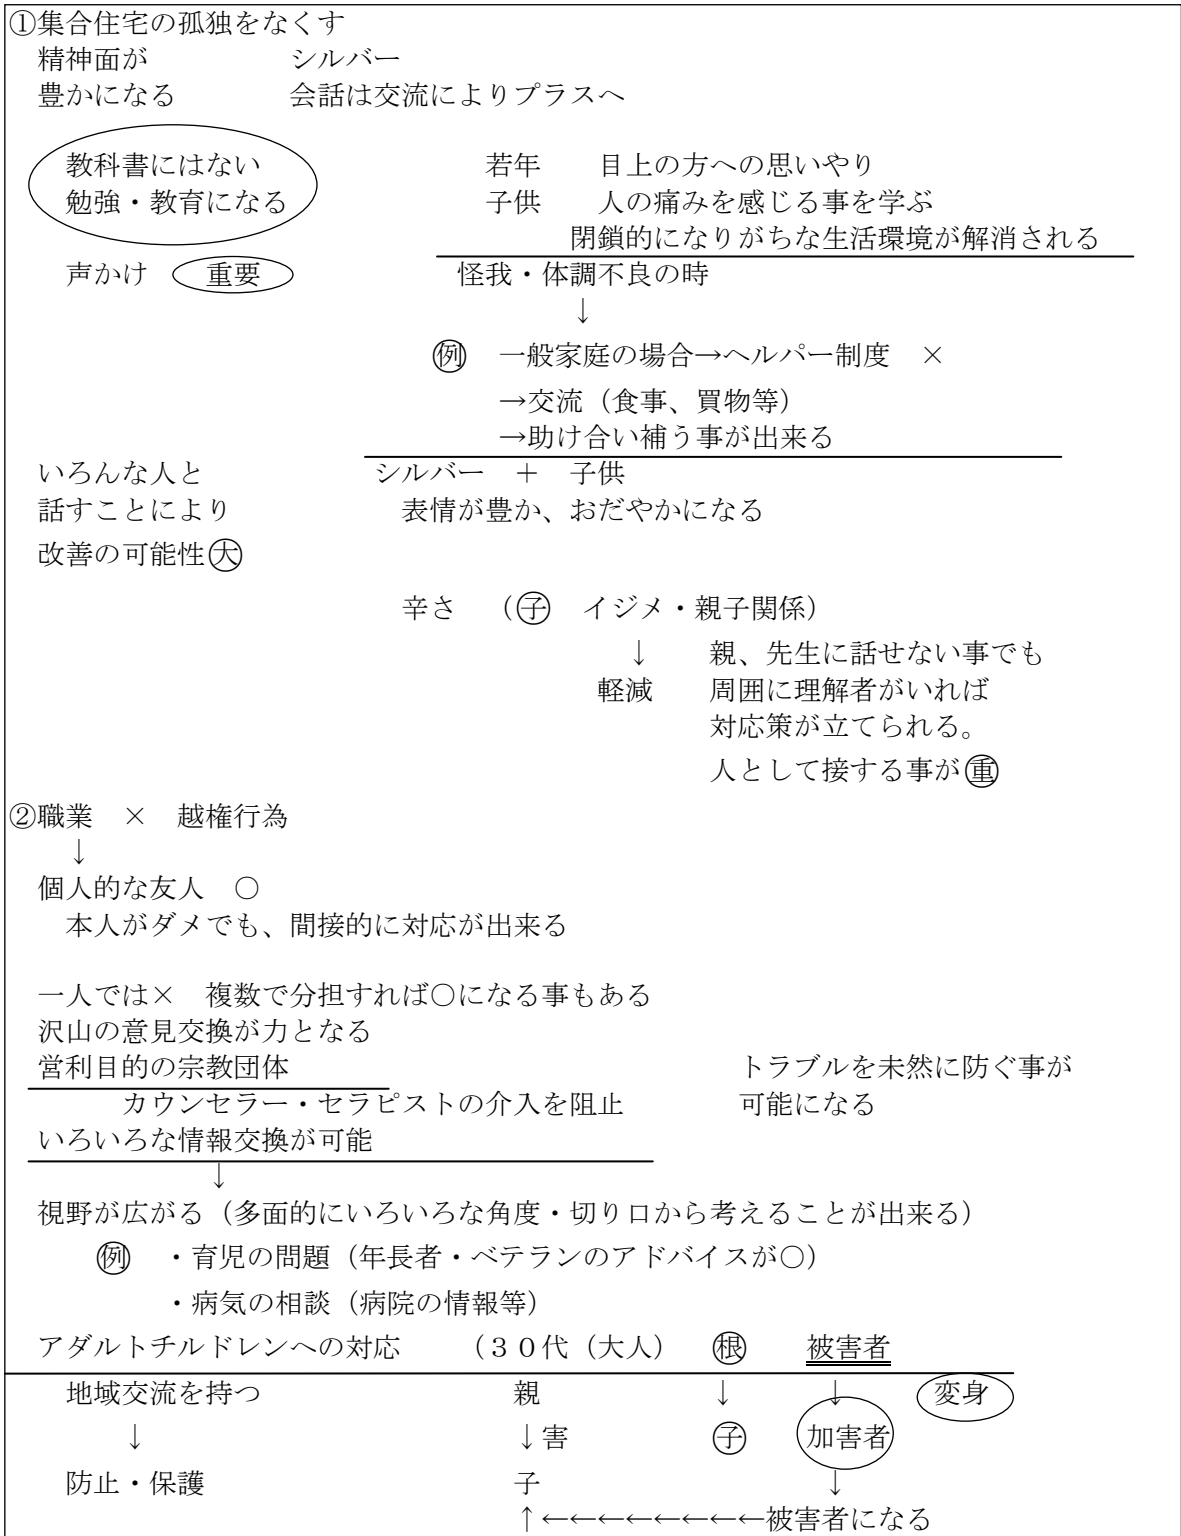 ①集合住宅の孤独をなくす
精神面が　シルバー
豊かになる　会話は交流によりプラスへ
教科書にはない　若年　目上の方への思いやり
勉強・教育になる　子供　人の痛みを感じる事を学ぶ
閉鎖的になりがちな生活環境が解消される
声かけ　重要　怪我・体調不良の時
↓
㋹例　一般家庭の場合→ヘルパー制度　×
→交流（食事、買物等）
→助け合い補う事が出来る
いろんな人と　シルバー　＋　子供
話すことにより　表情が豊か、おだやかになる
改善の可能性大
辛さ　（子　イジメ・親子関係）
↓　親、先生に話せない事でも
軽減　周囲に理解者がいれば
対応策が立てられる。
人として接する事が重
②職業　×　越権行為
↓
個人的な友人　○
本人がダメでも、間接的に対応が出来る
一人では×　複数で分担すれば○になる事もある
沢山の意見交換が力となる
営利目的の宗教団体　トラブルを未然に防ぐ事が
カウンセラー・セラピストの介入を阻止　可能になる
いろいろな情報交換が可能
↓
視野が広がる（多面的にいろいろな角度・切り口から考えることが出来る）
例　・育児の問題（年長者・ベテランのアドバイスが○）
・病気の相談（病院の情報等）
アダルトチルドレンへの対応　（３０代（大人）　根　被害者
地域交流を持つ　親　↓　↓　変身
↓　↓害　子　加害者
防止・保護　子　↓
↑←←←←←←←←被害者になる